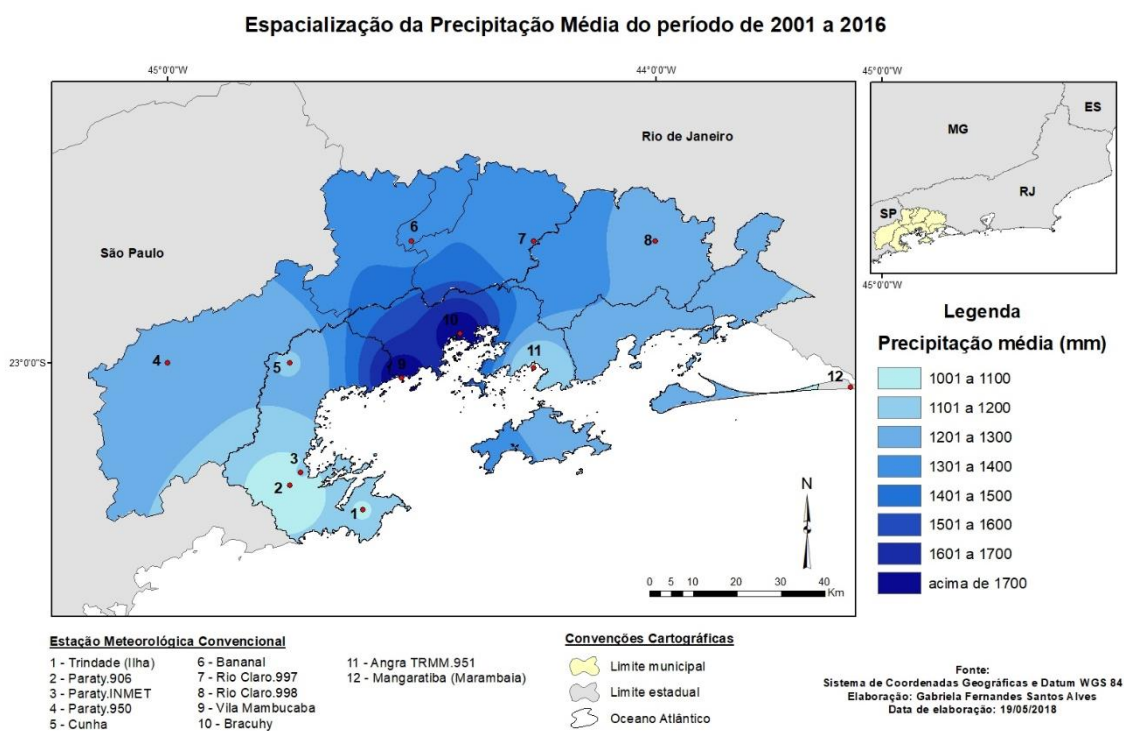 Espacialização da Precipitação Média do período de 2001 a 2016
45°0'0"W
44°0'0"W
23°0'0"S
Rio de Janeiro
São Paulo
6
7
8
10
4
5
9
11
12
3
2
1
N
0 5 10 20 30 40
Km
45°0'0"W
ES
MG
RJ
SP
45°0'0"W
Legenda
Precipitação média (mm)
1001 a 1100
1101 a 1200
1201 a 1300
1301 a 1400
1401 a 1500
1501 a 1600
1601 a 1700
acima de 1700
Estação Meteorológica Convencional
1 - Trindade (Ilha)
2 - Paraty.906
3 - Paraty.INMET
4 - Paraty.950
5 - Cunha
6 - Bananal
7 - Rio Claro.997
8 - Rio Claro.998
9 - Vila Mambucaba
10 - Bracuhy
11 - Angra TRMM.951
12 - Mangaratiba (Marambaia)
Convenções Cartográficas
Limite municipal
Limite estadual
Oceano Atlântico
Fonte:
Sistema de Coordenadas Geográficas e Datum WGS 84
Elaboração: Gabriela Fernandes Santos Alves
Data de elaboração: 19/05/2018